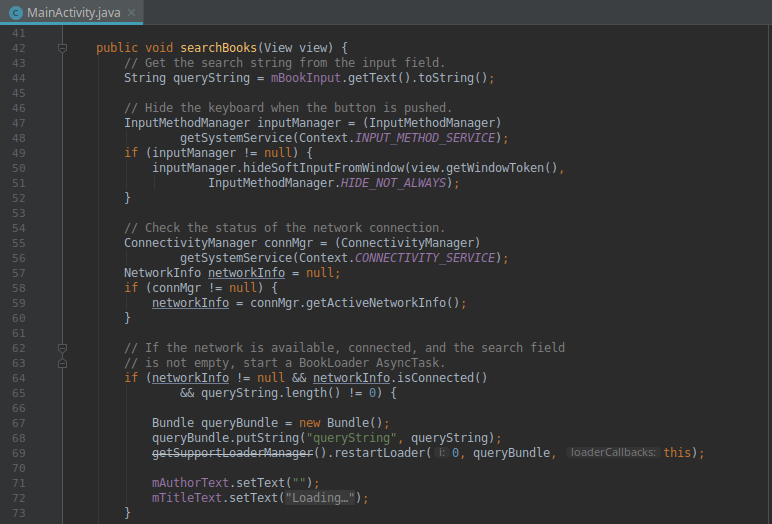 MainActivity.java
41
42 public void searchBooks(View view) {
43 // Get the search string from the input field.
44 String queryString = mBookInput.getText().toString();
45
46 // Hide the keyboard when the button is pushed.
47 InputMethodManager inputManager = (InputMethodManager)
48 getSystemService(Context.INPUT_METHOD_SERVICE);
49 if (inputManager != null) {
50 inputManager.hideSoftInputFromWindow(view.getWindowToken(),
51 InputMethodManager.HIDE_NOT_ALWAYS);
52 }
53
54 // Check the status of the network connection.
55 ConnectivityManager connMgr = (ConnectivityManager)
56 getSystemService(Context.CONNECTIVITY_SERVICE);
57 NetworkInfo networkInfo = null;
58 if (connMgr != null) {
59 networkInfo = connMgr.getActiveNetworkInfo();
60 }
61
62 // If the network is available, connected, and the search field
63 // is not empty, start a BookLoader AsyncTask.
64 if (networkInfo != null && networkInfo.isConnected()
65 && queryString.length() != 0) {
66
67 Bundle queryBundle = new Bundle();
68 queryBundle.putString("queryString", queryString);
69 getSupportLoaderManager().restartLoader( i: 0, queryBundle, loaderCallbacks: this);
70
71 mAuthorText.setText("");
72 mTitleText.setText("Loading…");
73 }